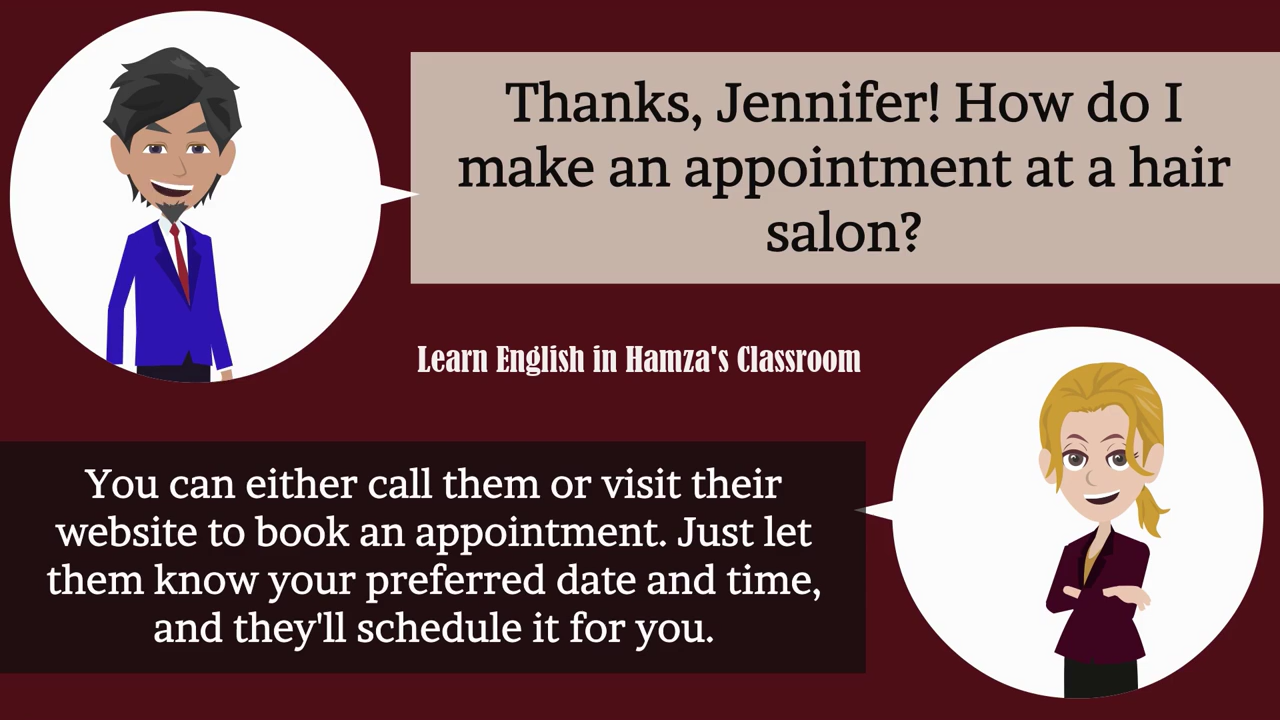 Thanks, Jennifer! How do I
make an appointment at a hair
salon?
Learn English in Hamza's Classroom
You can either call them or visit their
website to book an appointment. Just let
them know your preferred date and time,
and they'll schedule it for you.